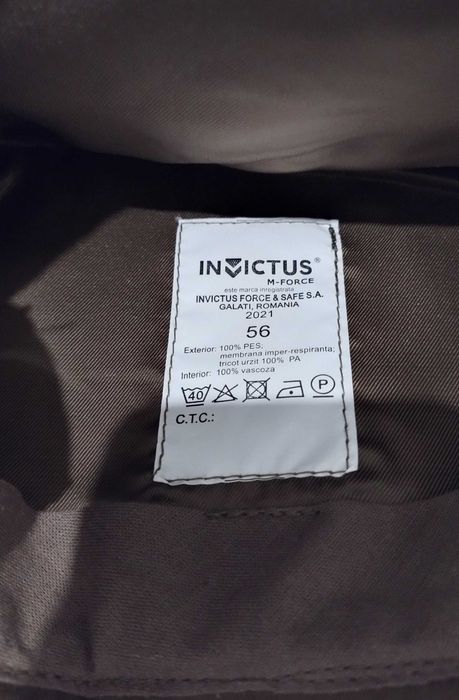 INVICTUS®
M-FORCE
este marca inregistrata
INVICTUS FORCE & SAFE S.A.
GALATI, ROMANIA
2021
56
Exterior: 100% PES;
membrana imper-respiranta;
tricot urzit 100% PA
Interior: 100% vascoza
40 P
C.T.C.: